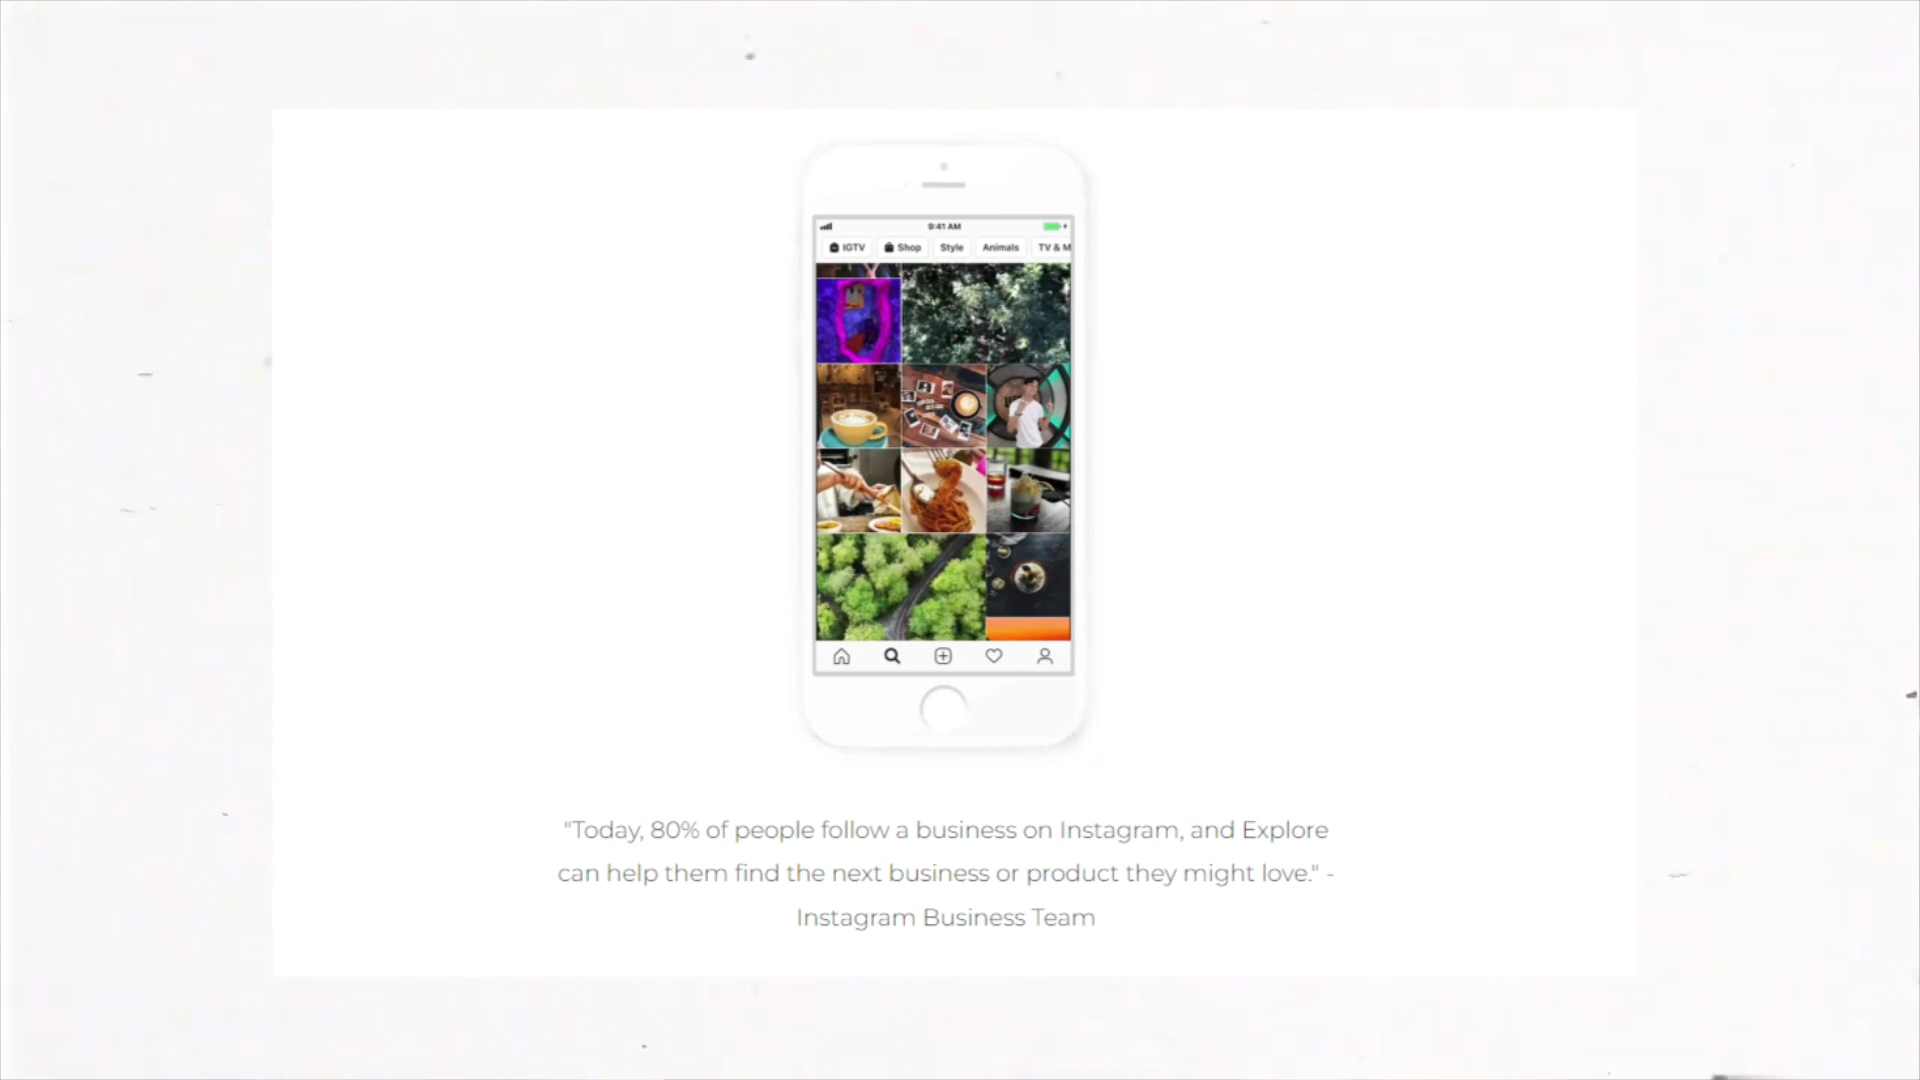 9:41 AM
IGTV Shop Style Animals TV & M
"Today, 80% of people follow a business on Instagram, and Explore
can help them find the next business or product they might love." -
Instagram Business Team